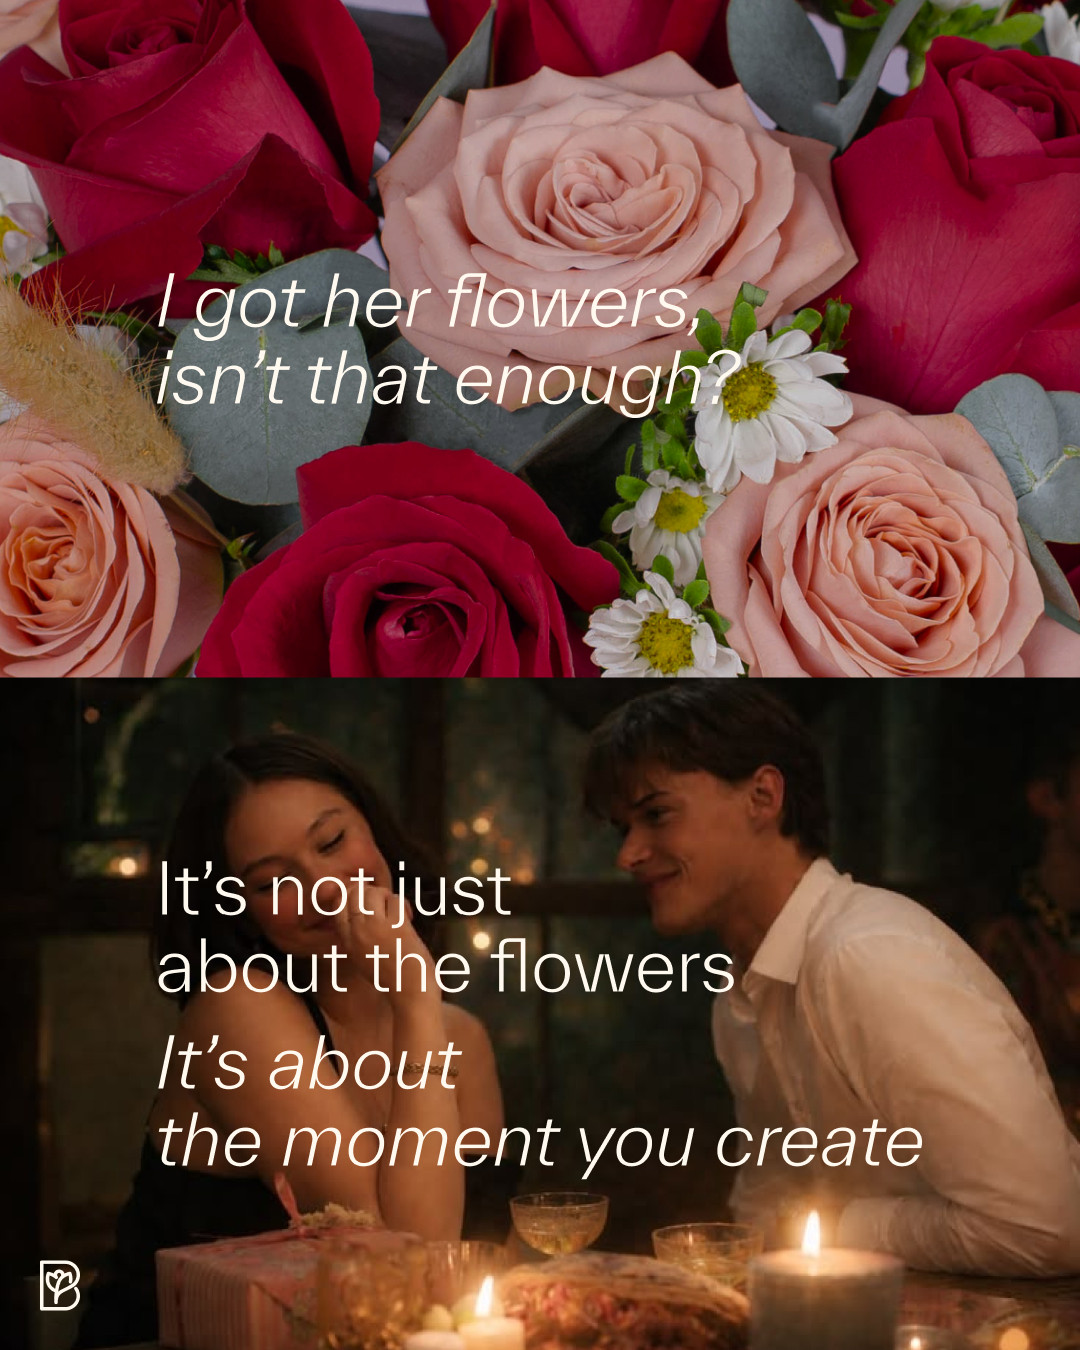 I got her flowers,
isn’t that enough?
It’s not just
about the flowers
It’s about
the moment you create